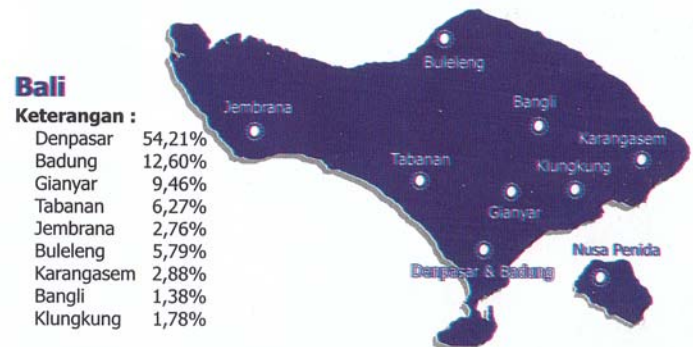 Bali
Keterangan :
Denpasar 54,21%
Badung 12,60%
Gianyar 9,46%
Tabanan 6,27%
Jembrana 2,76%
Buleleng 5,79%
Karangasem 2,88%
Bangli 1,38%
Klungkung 1,78%
Buleleng
Jembrana
Bangli
Karangasem
Tabanan
Klungkung
Gianyar
Denpasar & Badung
Nusa Penida